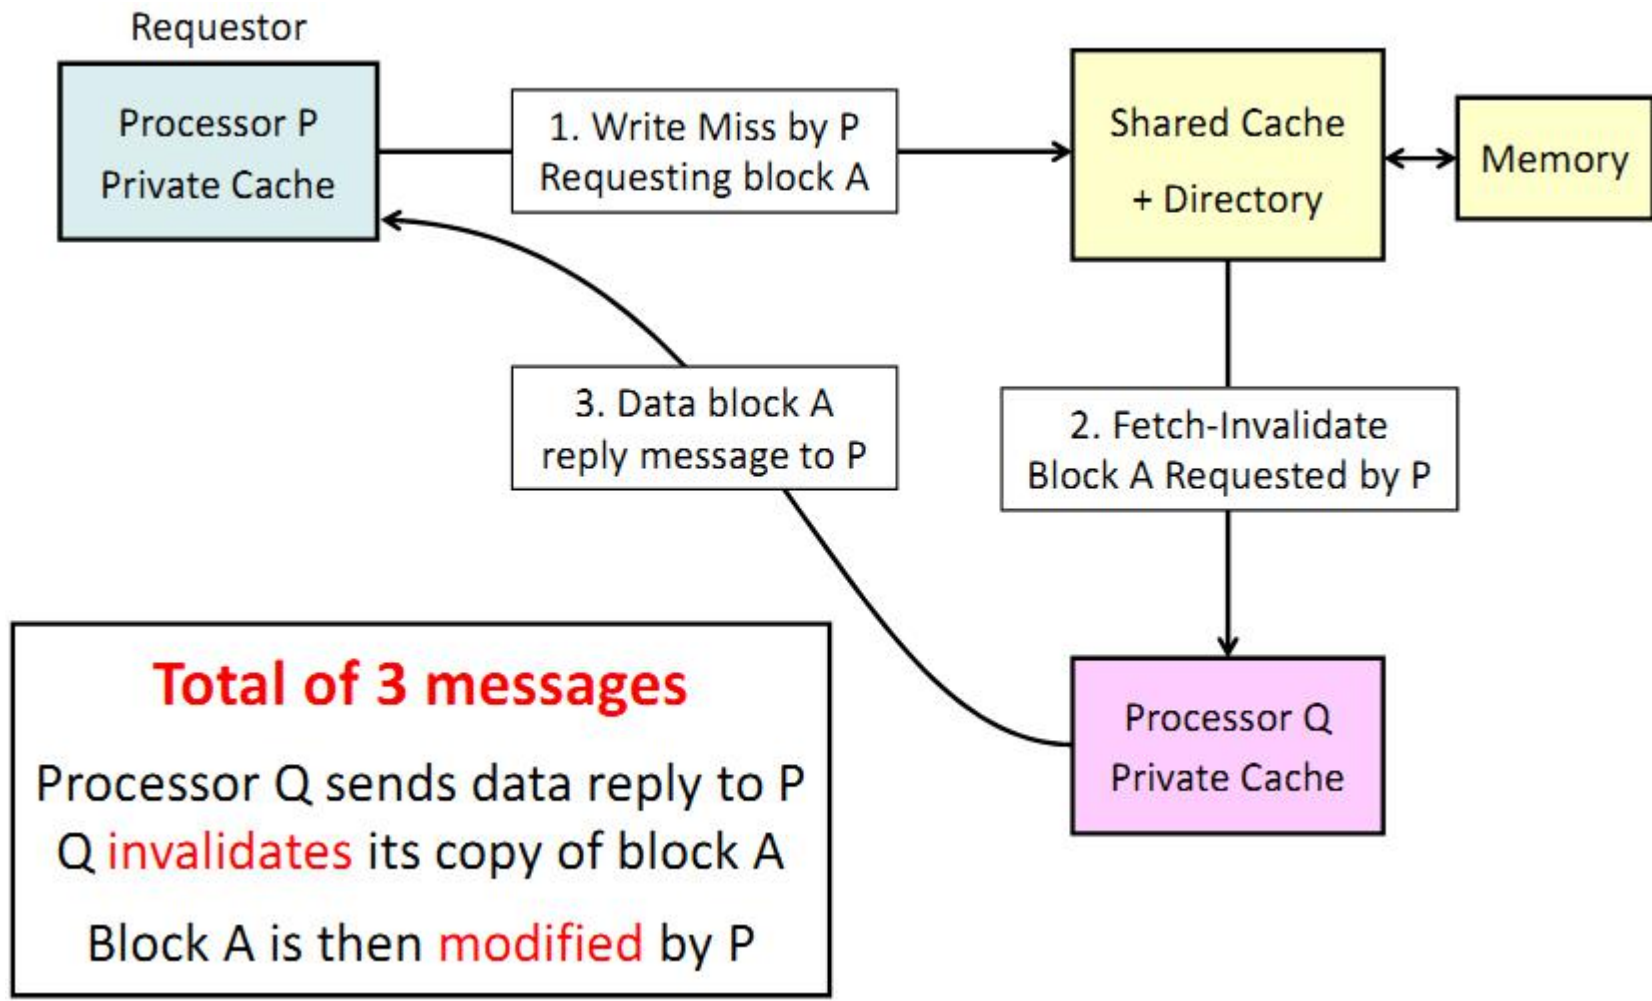 Requestor
Processor P
Private Cache
1. Write Miss by P
Requesting block A
Shared Cache
+ Directory
Memory
3. Data block A
reply message to P
2. Fetch-Invalidate
Block A Requested by P
Processor Q
Private Cache
Total of 3 messages
Processor Q sends data reply to P
Q invalidates its copy of block A
Block A is then modified by P